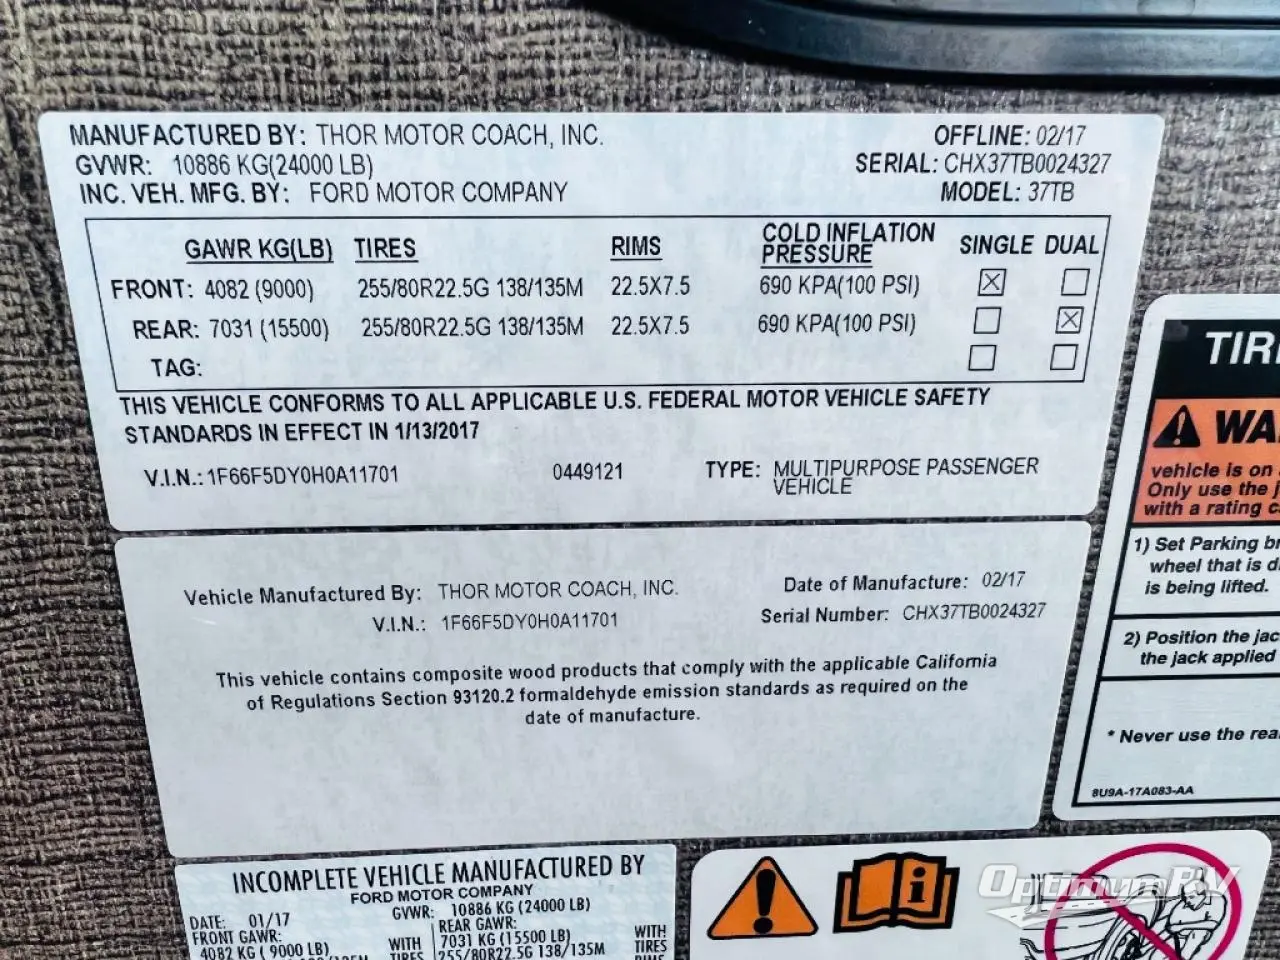 MANUFACTURED BY: THOR MOTOR COACH, INC. OFFLINE: 02/17
GVWR: 10886 KG(24000 LB) SERIAL: CHX37TB0024327
INC. VEH. MFG. BY: FORD MOTOR COMPANY MODEL: 37TB
GAWR KG(LB) TIRES RIMS COLD INFLATION PRESSURE SINGLE DUAL
FRONT: 4082 (9000) 255/80R22.5G 138/135M 22.5X7.5 690 KPA(100 PSI) ☒ ☐
REAR: 7031 (15500) 255/80R22.5G 138/135M 22.5X7.5 690 KPA(100 PSI) ☐ ☒
TAG: ☐ ☐
THIS VEHICLE CONFORMS TO ALL APPLICABLE U.S. FEDERAL MOTOR VEHICLE SAFETY
STANDARDS IN EFFECT IN 1/13/2017
V.I.N.: 1F66F5DY0H0A11701 0449121 TYPE: MULTIPURPOSE PASSENGER
VEHICLE
Vehicle Manufactured By: THOR MOTOR COACH, INC. Date of Manufacture: 02/17
V.I.N.: 1F66F5DY0H0A11701 Serial Number: CHX37TB0024327
This vehicle contains composite wood products that comply with the applicable California
of Regulations Section 93120.2 formaldehyde emission standards as required on the
date of manufacture.
INCOMPLETE VEHICLE MANUFACTURED BY
FORD MOTOR COMPANY
DATE: 01/17 GVWR: 10886 KG (24000 LB)
FRONT GAWR: REAR GAWR:
4082 KG ( 9000 LB) WITH 7031 KG (15500 LB) WITH
TIRES 255/80R22.5G 138/135M TIRES
TIR
WA
vehicle is on
Only use the j
with a rating c
1) Set Parking br
wheel that is d
is being lifted.
2) Position the jac
the jack applied
* Never use the rea
8U9A-17A083-AA
OptimumRV